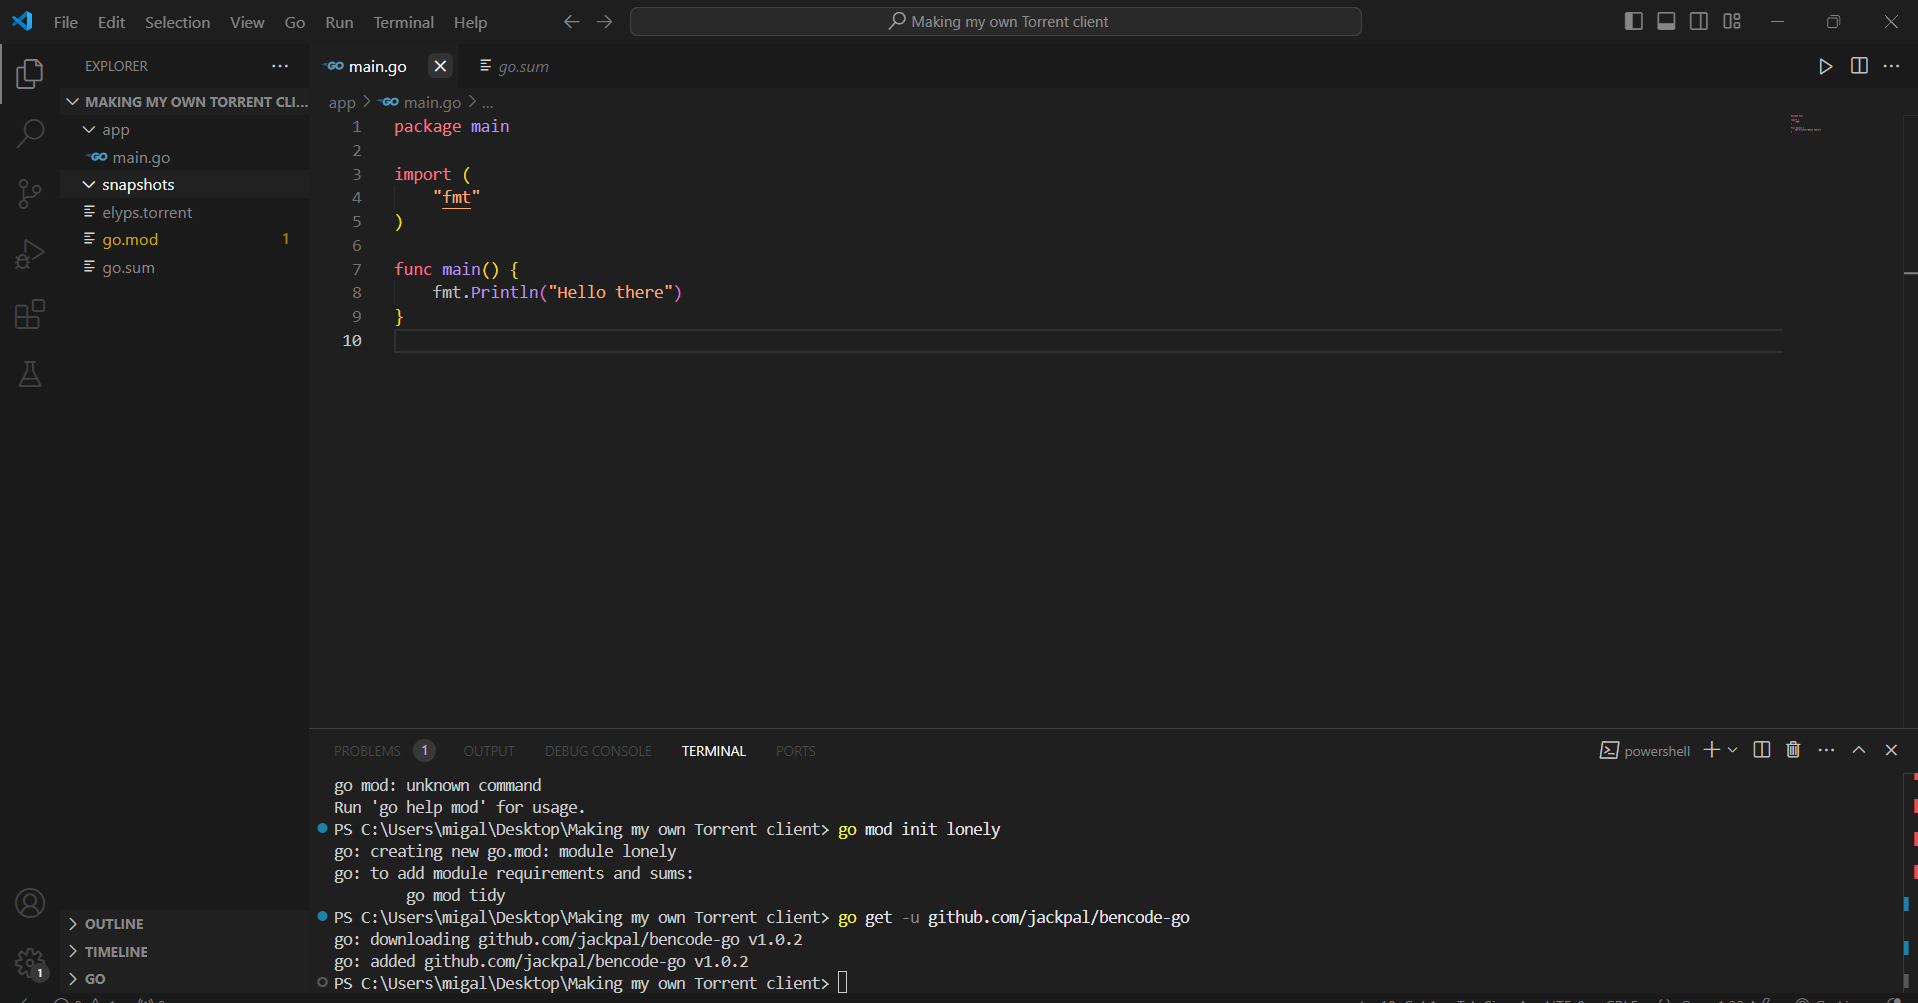 File Edit Selection View Go Run Terminal Help
Making my own Torrent client
EXPLORER
MAKING MY OWN TORRENT CLI...
app
GO main.go
snapshots
elyps.torrent
go.mod 1
go.sum
OUTLINE
TIMELINE
GO
1
GO main.go go.sum
app > GO main.go > ...
1 package main
2
3 import (
4 "fmt"
5 )
6
7 func main() {
8 fmt.Println("Hello there")
9 }
10
PROBLEMS 1 OUTPUT DEBUG CONSOLE TERMINAL PORTS
powershell
go mod: unknown command
Run 'go help mod' for usage.
PS C:\Users\migal\Desktop\Making my own Torrent client> go mod init lonely
go: creating new go.mod: module lonely
go: to add module requirements and sums:
go mod tidy
PS C:\Users\migal\Desktop\Making my own Torrent client> go get -u github.com/jackpal/bencode-go
go: downloading github.com/jackpal/bencode-go v1.0.2
go: added github.com/jackpal/bencode-go v1.0.2
PS C:\Users\migal\Desktop\Making my own Torrent client>